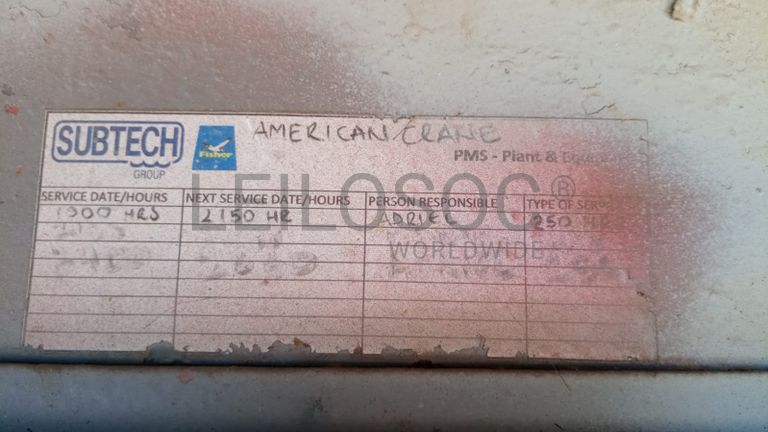 SUBTECH
GROUP
Fisher
AMERICAN CRANE
PMS - Plant &
LEILOSOC®
WORLDWIDE
SERVICE DATE/HOURS NEXT SERVICE DATE/HOURS PERSON RESPONSIBLE TYPE OF
1900 HRS 2150 HR ADRIEL 250 HR